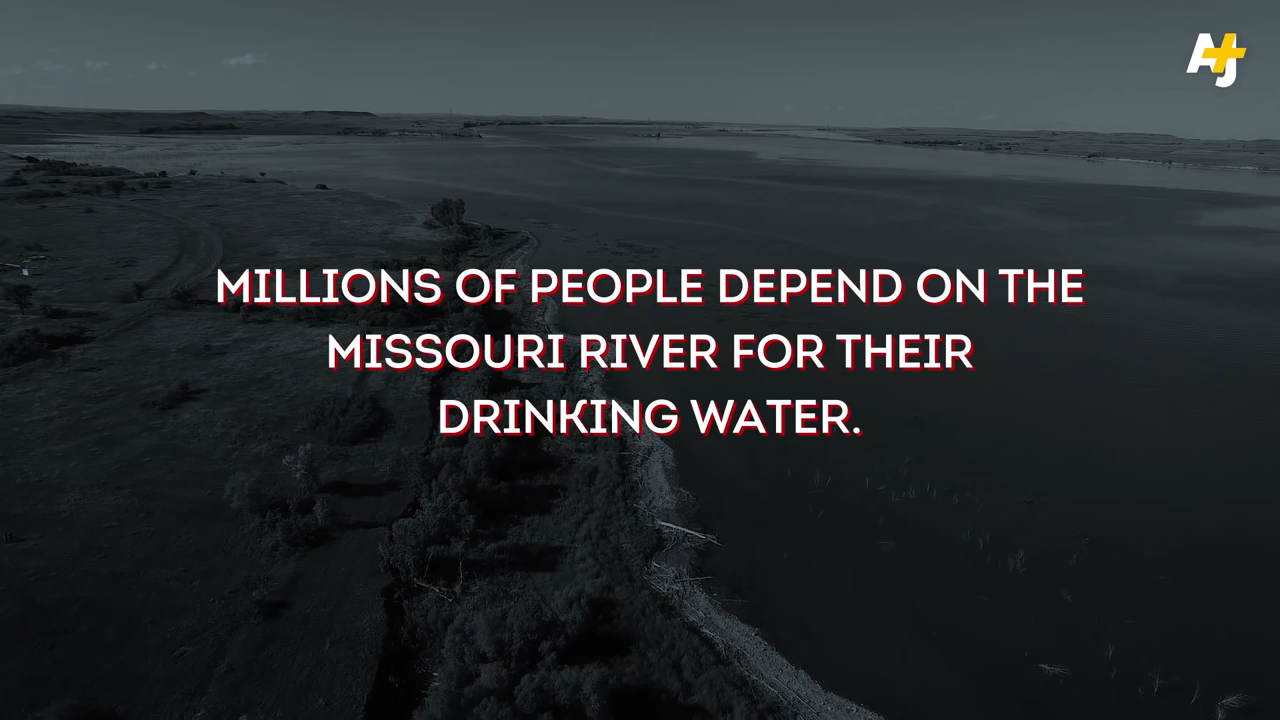 AJ+
MILLIONS OF PEOPLE DEPEND ON THE
MISSOURI RIVER FOR THEIR
DRINKING WATER.